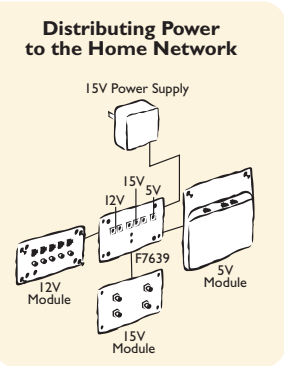 Distributing Power
to the Home Network
15V Power Supply
15V
12V
5V
F7639
12V
Module
5V
Module
15V
Module